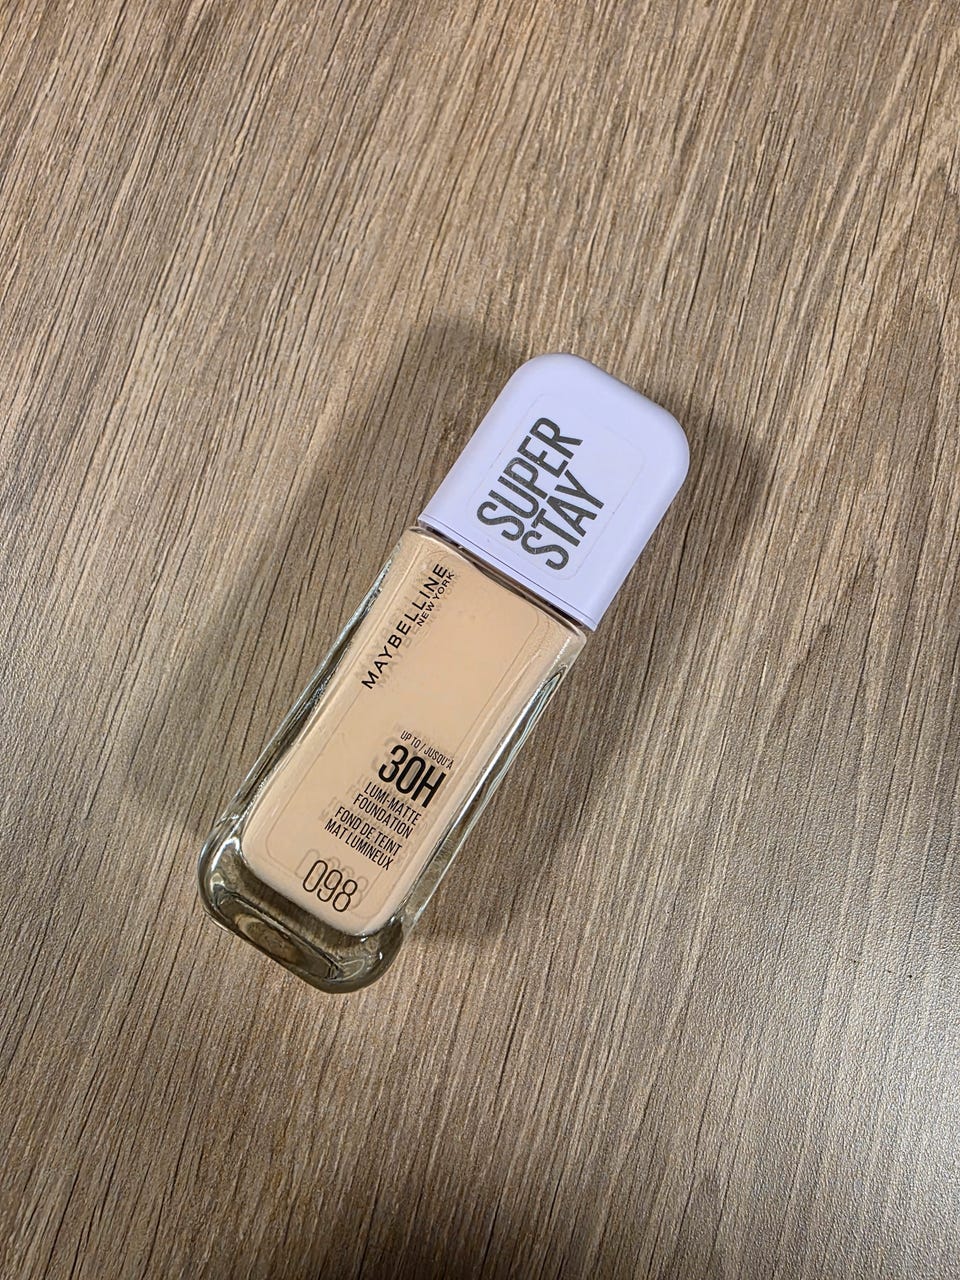 SUPER
STAY
MAYBELLINE
NEW YORK
UP TO / JUSQU'À
30H
LUMI-MATTE
FOUNDATION
FOND DE TEINT
MAT LUMINEUX
098